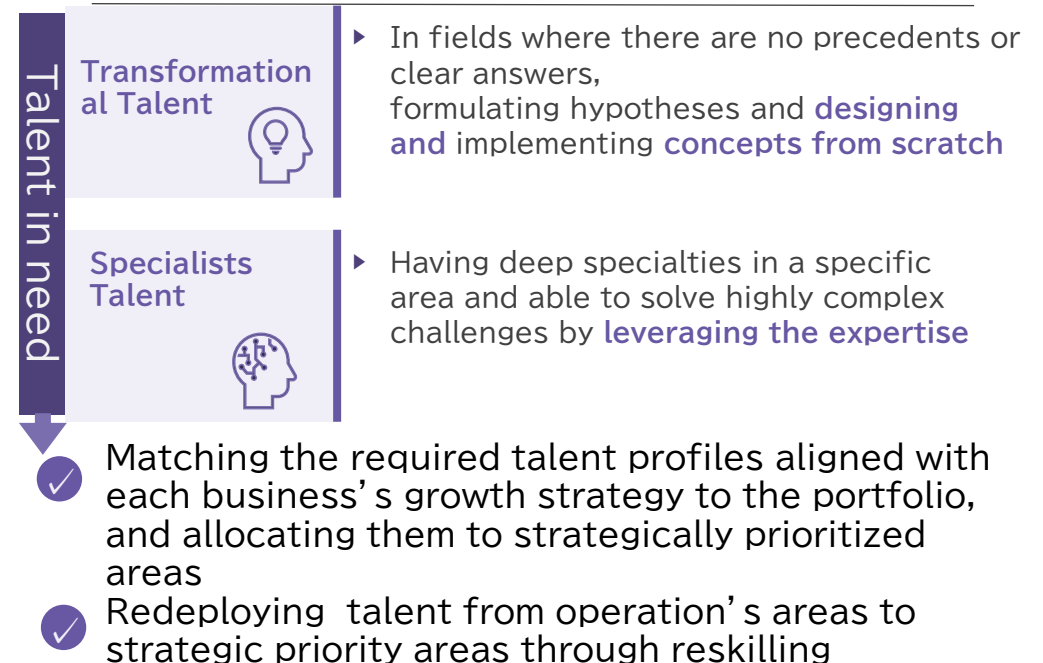 Talent in need
Transformation
al Talent
▶ In fields where there are no precedents or
clear answers,
formulating hypotheses and designing
and implementing concepts from scratch
Specialists
Talent
▶ Having deep specialties in a specific
area and able to solve highly complex
challenges by leveraging the expertise
Matching the required talent profiles aligned with
each business’s growth strategy to the portfolio,
and allocating them to strategically prioritized
areas
Redeploying talent from operation’s areas to
strategic priority areas through reskilling